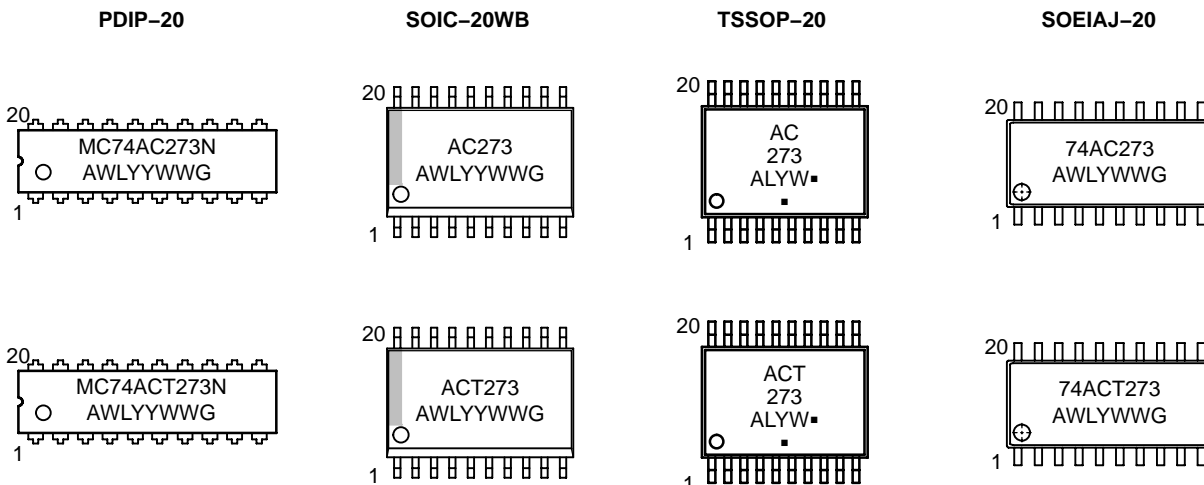 PDIP–20
SOIC–20WB
TSSOP–20
SOEIAJ–20
20
MC74AC273N
AWLYYWWG
1
20
AC273
AWLYYWWG
1
20
AC
273
ALYW▪
▪
1
20
74AC273
AWLYWWG
1
20
MC74ACT273N
AWLYYWWG
1
20
ACT273
AWLYYWWG
1
20
ACT
273
ALYW▪
▪
1
20
74ACT273
AWLYWWG
1